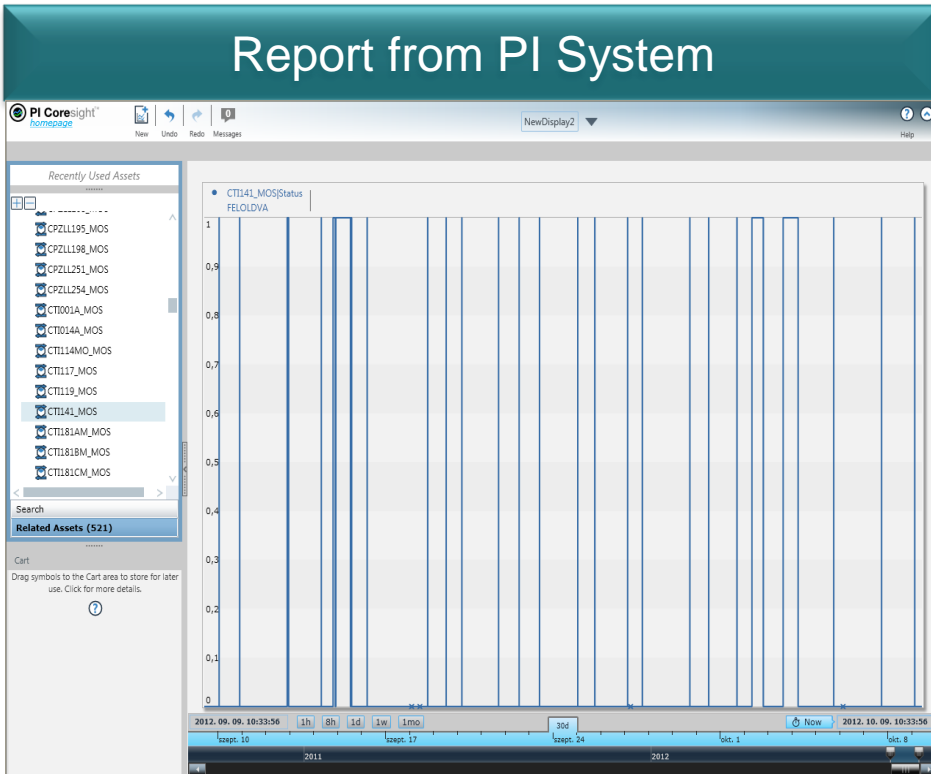 Report from PI System
PI Coresight™
homepage
New Undo Redo Messages
0
NewDisplay2
Help
Recently Used Assets
CPZLL195_MOS
CPZLL198_MOS
CPZLL251_MOS
CPZLL254_MOS
CTI001A_MOS
CTI014A_MOS
CTI114MO_MOS
CTI117_MOS
CTI119_MOS
CTI141_MOS
CTI181AM_MOS
CTI181BM_MOS
CTI181CM_MOS
Search
Related Assets (521)
Cart
Drag symbols to the Cart area to store for later
use. Click for more details.
CTI141_MOS|Status
FELOLDVA
1
0,9
0,8
0,7
0,6
0,5
0,4
0,3
0,2
0,1
0
2012. 09. 09. 10:33:56 1h 8h 1d 1w 1mo 30d Now 2012. 10. 09. 10:33:56
szept. 10 szept. 17 szept. 24 okt. 1 okt. 8
2011 2012